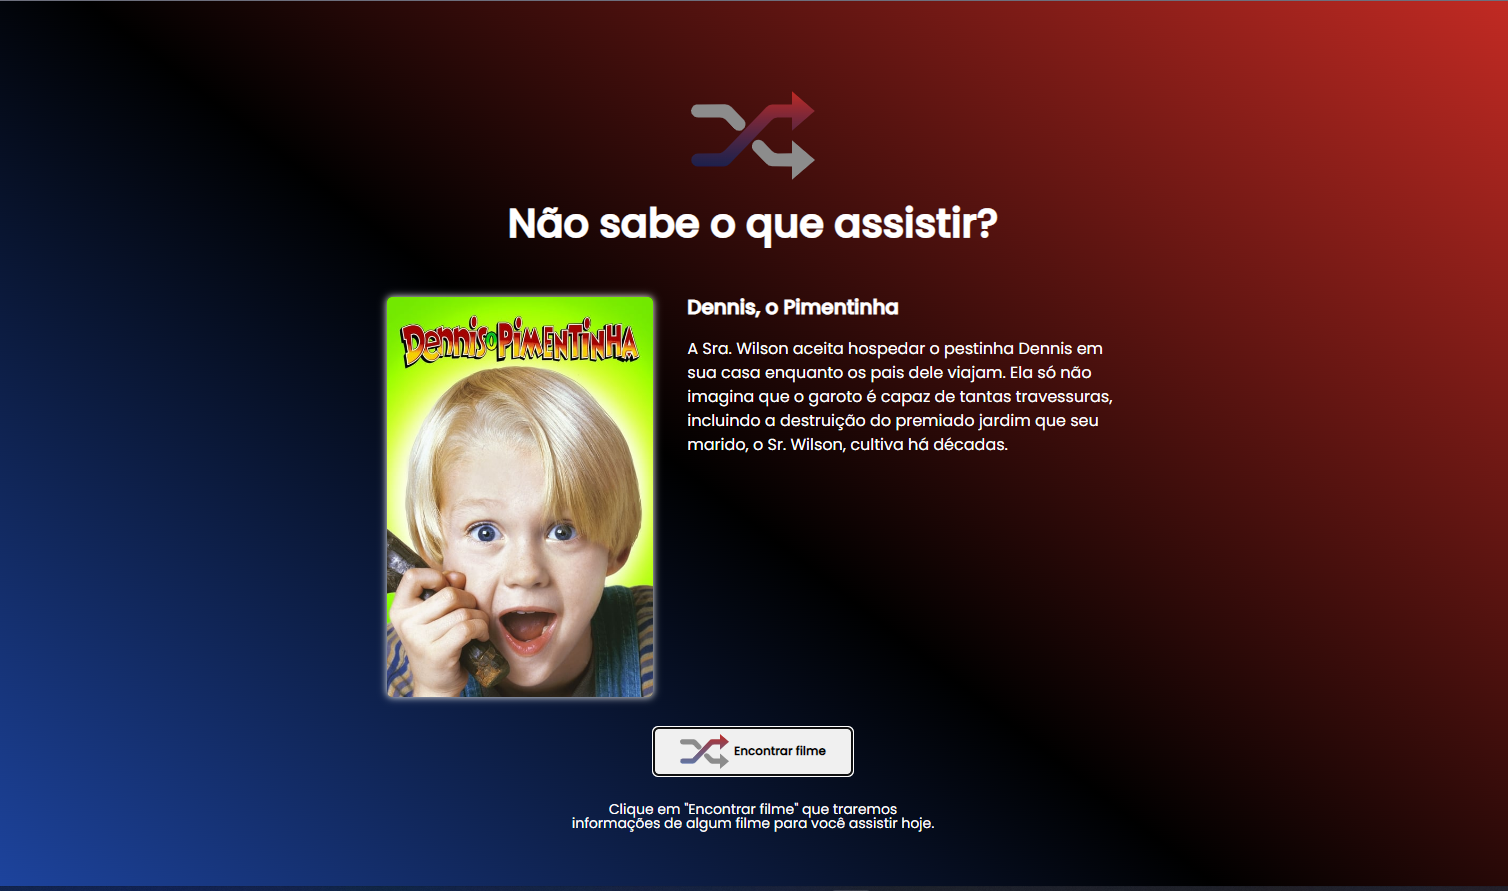 Não sabe o que assistir?
Dennis o Pimentinha
Dennis, o Pimentinha
A Sra. Wilson aceita hospedar o pestinha Dennis em
sua casa enquanto os pais dele viajam. Ela só não
imagina que o garoto é capaz de tantas travessuras,
incluindo a destruição do premiado jardim que seu
marido, o Sr. Wilson, cultiva há décadas.
Encontrar filme
Clique em "Encontrar filme" que traremos
informações de algum filme para você assistir hoje.